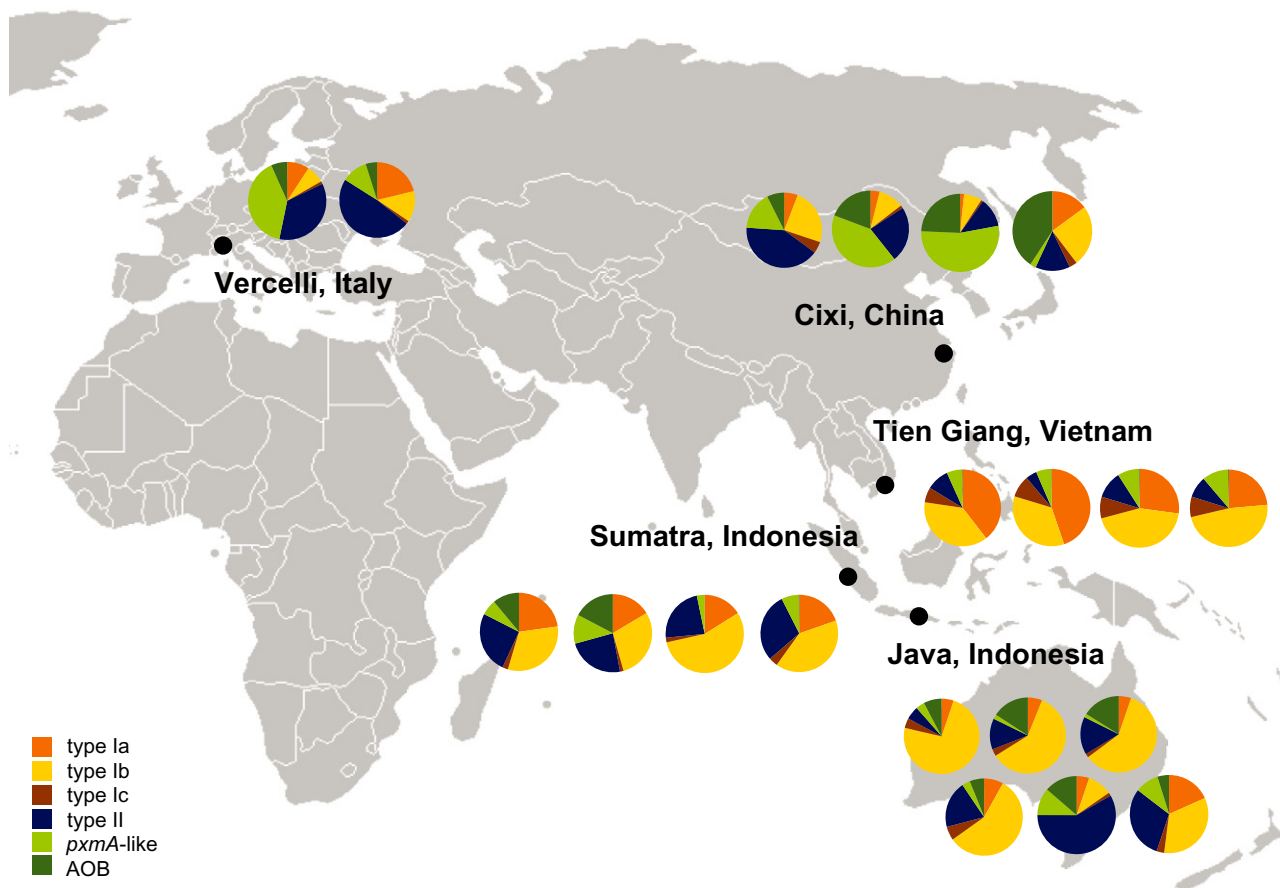 Vercelli, Italy
Cixi, China
Tien Giang, Vietnam
Sumatra, Indonesia
Java, Indonesia
type Ia
type Ib
type Ic
type II
pxmA-like
AOB